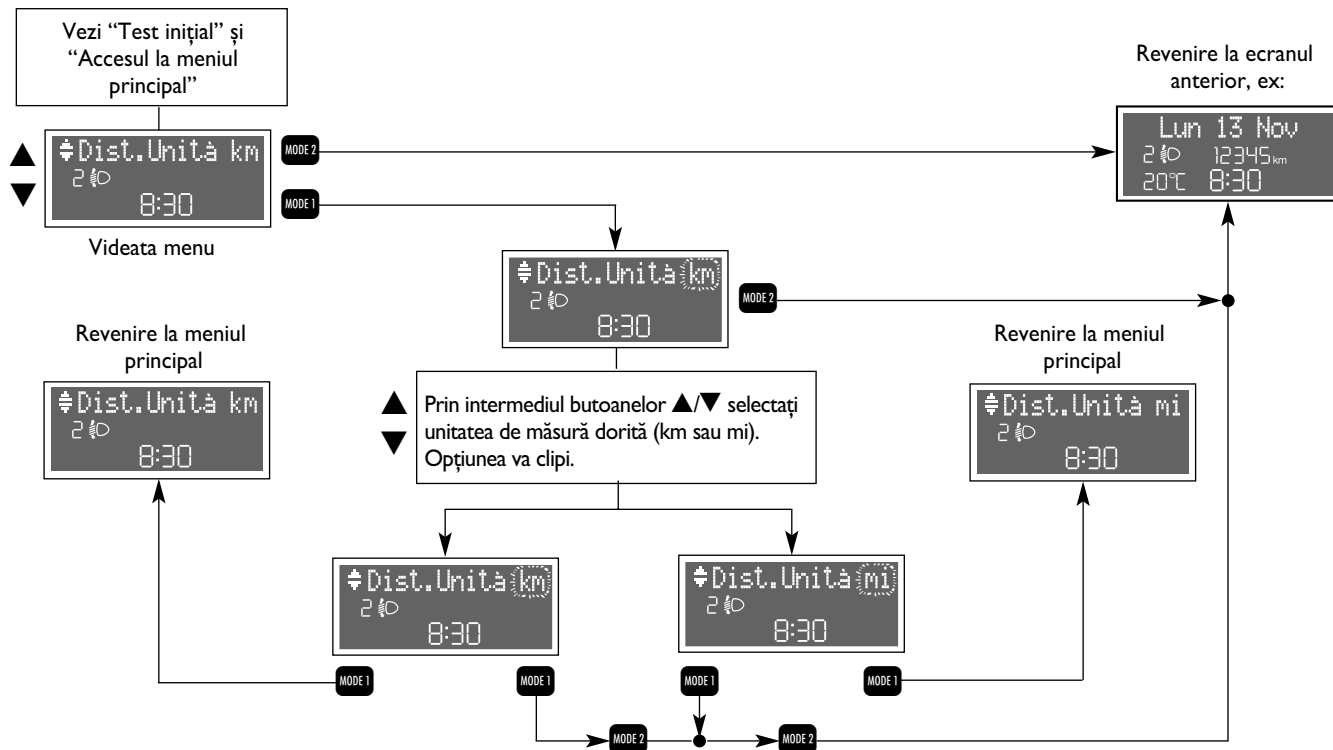 Vezi “Test inițial” și
“Accesul la meniul
principal”
Revenire la ecranul
anterior, ex:
Dist.Unità km
2
8:30
MODE 2
MODE 1
Lun 13 Nov
2 12345 km
20°C 8:30
Videata menu
Dist.Unità km
2
8:30
MODE 2
Revenire la meniul
principal
Dist.Unità km
2
8:30
▲ Prin intermediul butoanelor ▲/▼ selectați
▼ unitatea de măsură dorită (km sau mi).
Opțiunea va clipi.
Revenire la meniul
principal
Dist.Unità mi
2
8:30
Dist.Unità km
2
8:30
Dist.Unità mi
2
8:30
MODE 1
MODE 1
MODE 1
MODE 1
MODE 2
MODE 2